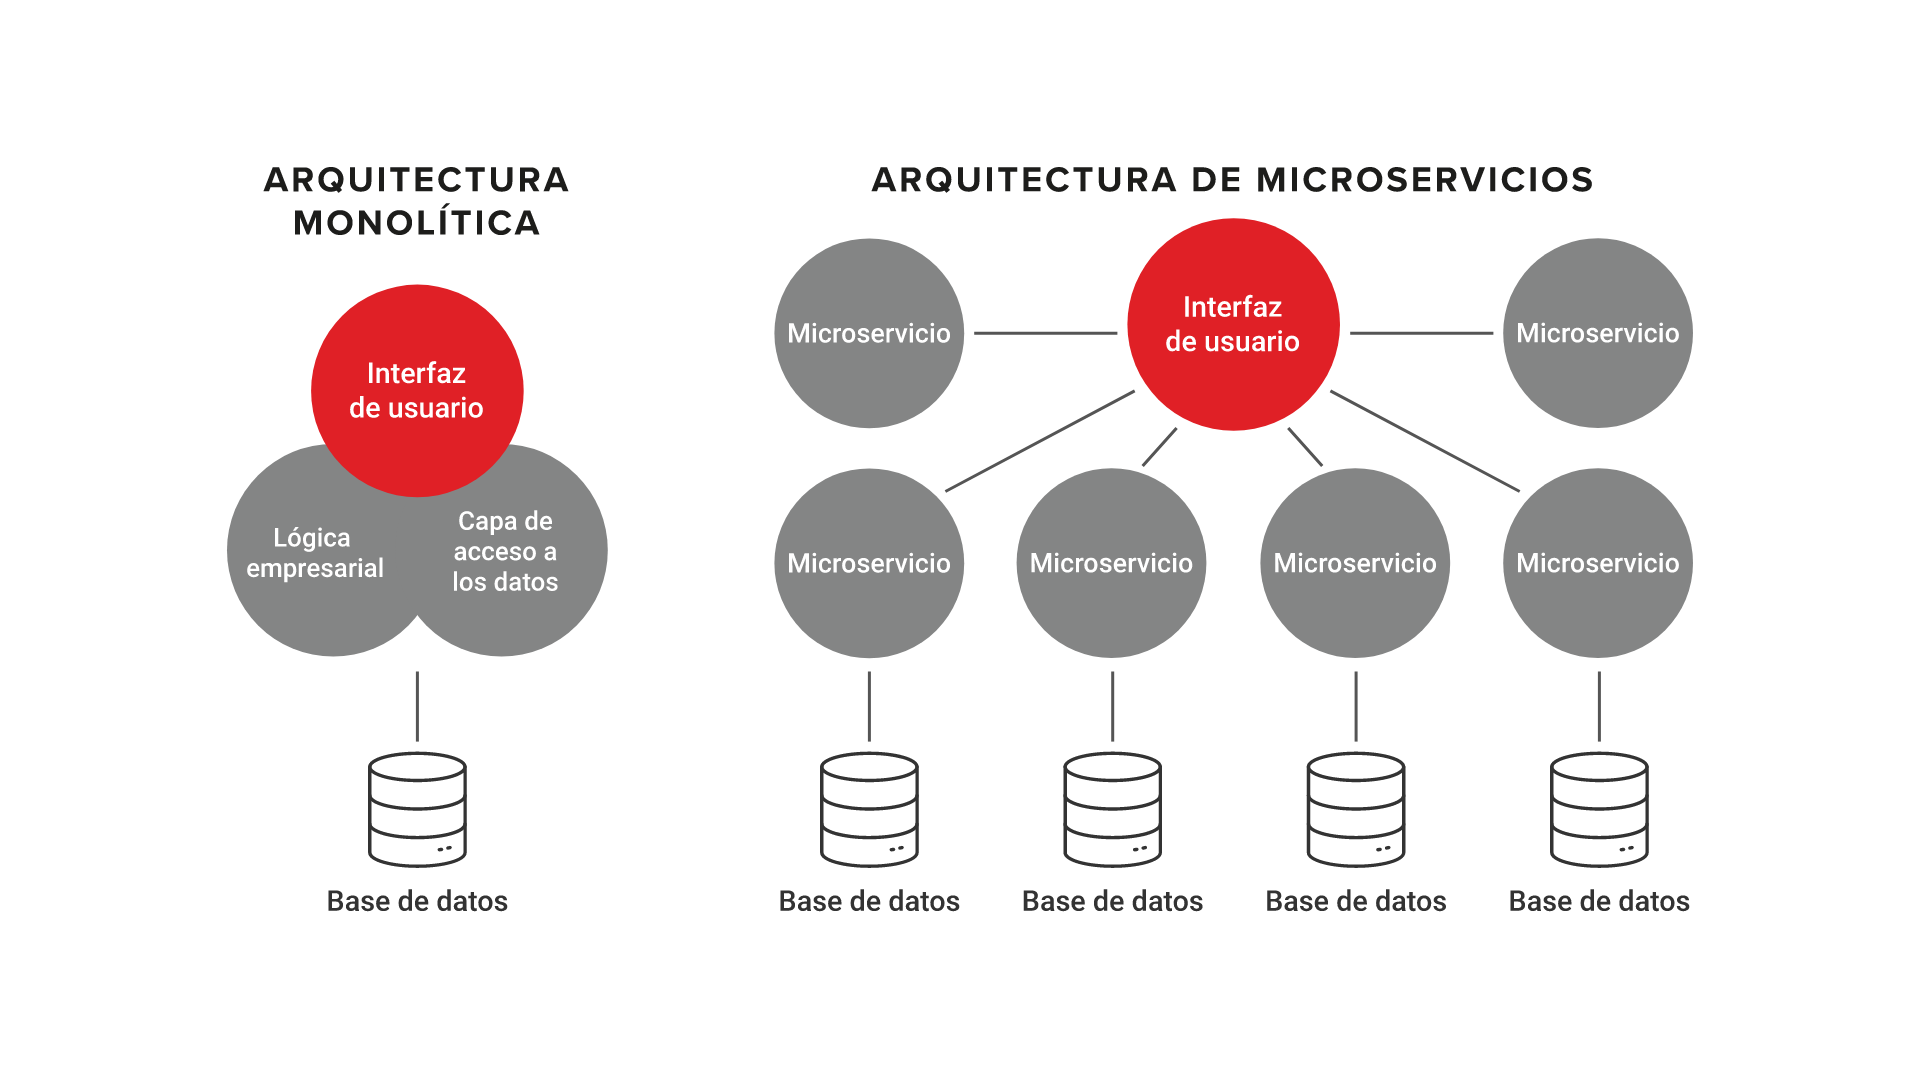 ARQUITECTURA
MONOLÍTICA
Interfaz
de usuario
Lógica
empresarial
Capa de
acceso a
los datos
Base de datos
ARQUITECTURA DE MICROSERVICIOS
Microservicio
Interfaz
de usuario
Microservicio
Microservicio
Microservicio
Microservicio
Microservicio
Base de datos
Base de datos
Base de datos
Base de datos